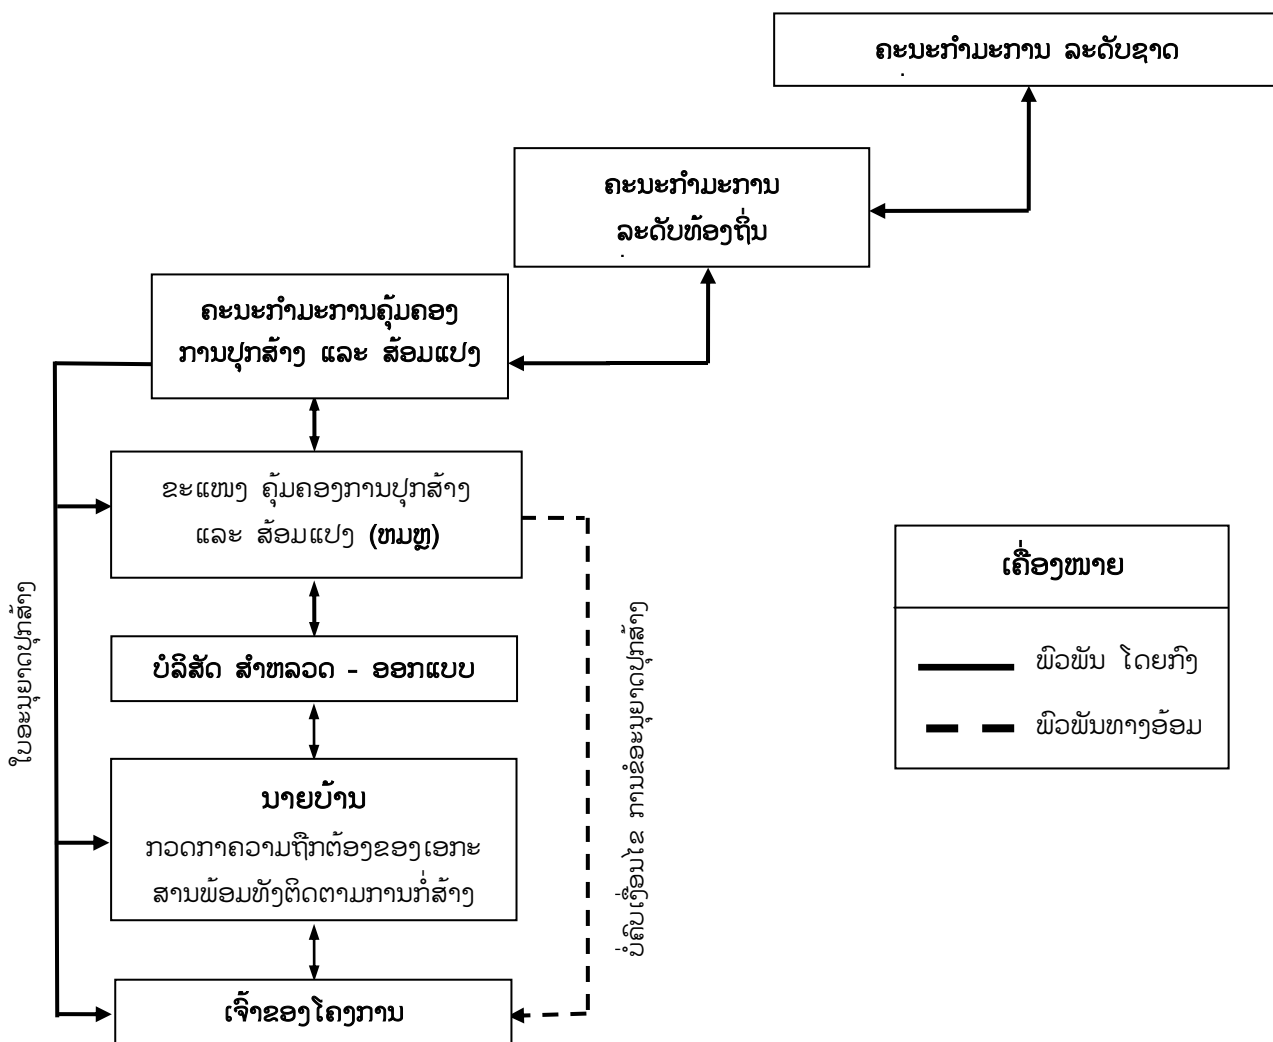 ຄະນະກຳມະການ ລະດັບຊາດ
ຄະນະກຳມະການ
ລະດັບທ້ອງຖິ່ນ
ຄະນະກຳມະການຄຸ້ມຄອງ
ການປຸກສ້າງ ແລະ ສ້ອມແປງ
ຂະແໜງ ຄຸ້ມຄອງການປຸກສ້າງ
ແລະ ສ້ອມແປງ (ຫມຫຼ)
ບໍລິສັດ ສຳຫລວດ - ອອກແບບ
ນາຍບ້ານ
ກວດກາຄວາມຖືກຕ້ອງຂອງເອກະ
ສານພ້ອມທັງຕິດຕາມການກໍ່ສ້າງ
ເຈົ້າຂອງໂຄງການ
ໃບອະນຸຍາດປຸກສ້າງ
ບໍ່ຄົບເງື່ອນໄຂ ການຂໍອະນຸຍາດປຸກສ້າງ
ເຄື່ອງໝາຍ
ພົວພັນ ໂດຍກົງ
ພົວພັນທາງອ້ອມ